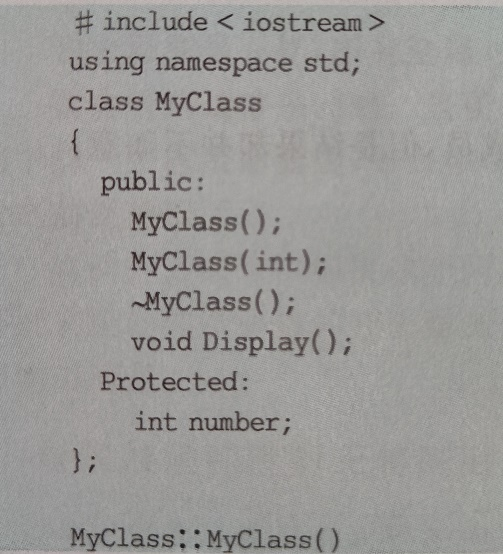 # include < iostream >
using namespace std;
class MyClass
{
public:
MyClass();
MyClass(int);
~MyClass();
void Display();
Protected:
int number;
};
MyClass::MyClass()